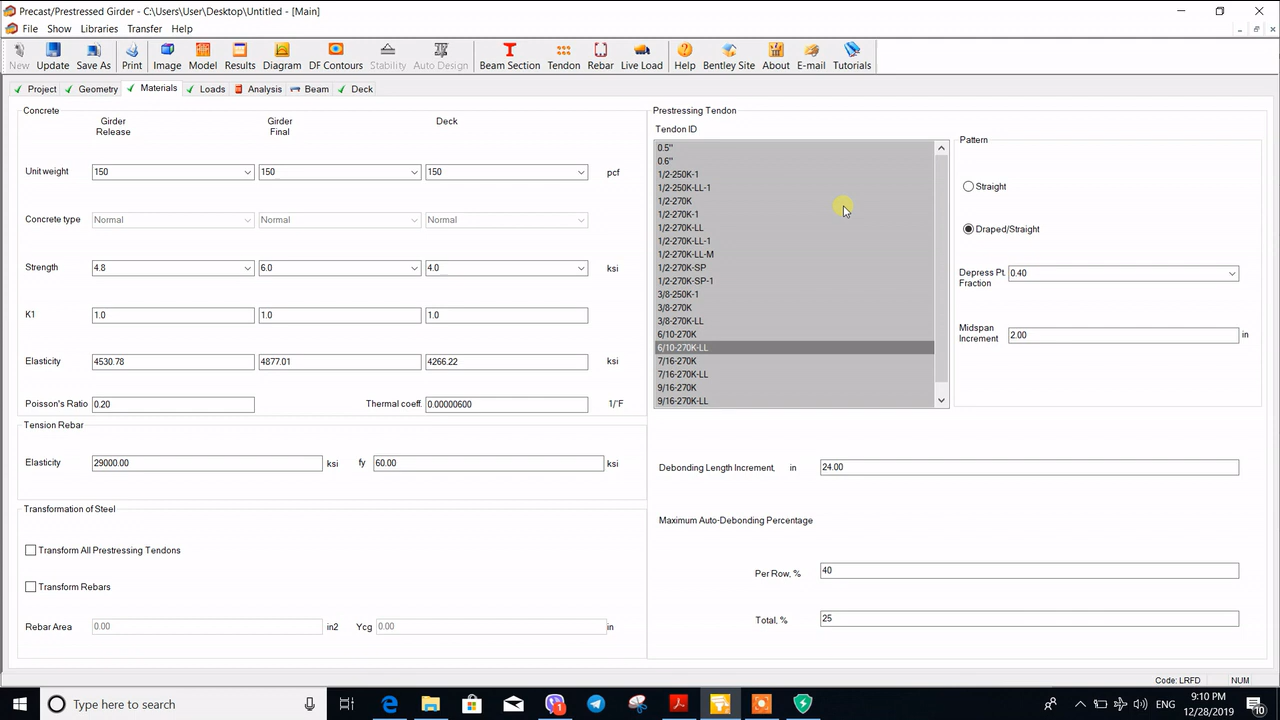 Precast/Prestressed Girder - C:\Users\User\Desktop\Untitled - [Main]
File Show Libraries Transfer Help
New Update Save As Print Image Model Results Diagram DF Contours Stability Auto Design Beam Section Tendon Rebar Live Load Help Bentley Site About E-mail Tutorials
Project Geometry Materials Loads Analysis Beam Deck
Concrete
Girder Release
Girder Final
Deck
Unit weight 150 150 150 pcf
Concrete type Normal Normal Normal
Strength 4.8 6.0 4.0 ksi
K1 1.0 1.0 1.0
Elasticity 4530.78 4877.01 4266.22 ksi
Poisson's Ratio 0.20 Thermal coeff. 0.00000600 1/°F
Tension Rebar
Elasticity 29000.00 ksi fy 60.00 ksi
Transformation of Steel
Transform All Prestressing Tendons
Transform Rebars
Rebar Area 0.00 in2 Ycg 0.00 in
Prestressing Tendon
Tendon ID
0.5"
0.6"
1/2-250K-1
1/2-250K-LL-1
1/2-270K
1/2-270K-1
1/2-270K-LL
1/2-270K-LL-1
1/2-270K-LL-M
1/2-270K-SP
1/2-270K-SP-1
3/8-250K-1
3/8-270K
3/8-270K-LL
6/10-270K
6/10-270K-LL
7/16-270K
7/16-270K-LL
9/16-270K
9/16-270K-LL
Pattern
Straight
Draped/Straight
Depress Pt. Fraction 0.40
Midspan Increment 2.00 in
Debonding Length Increment, in 24.00
Maximum Auto-Debonding Percentage
Per Row, % 40
Total, % 25
Code: LRFD NUM
Type here to search
ENG
9:10 PM
12/28/2019
10